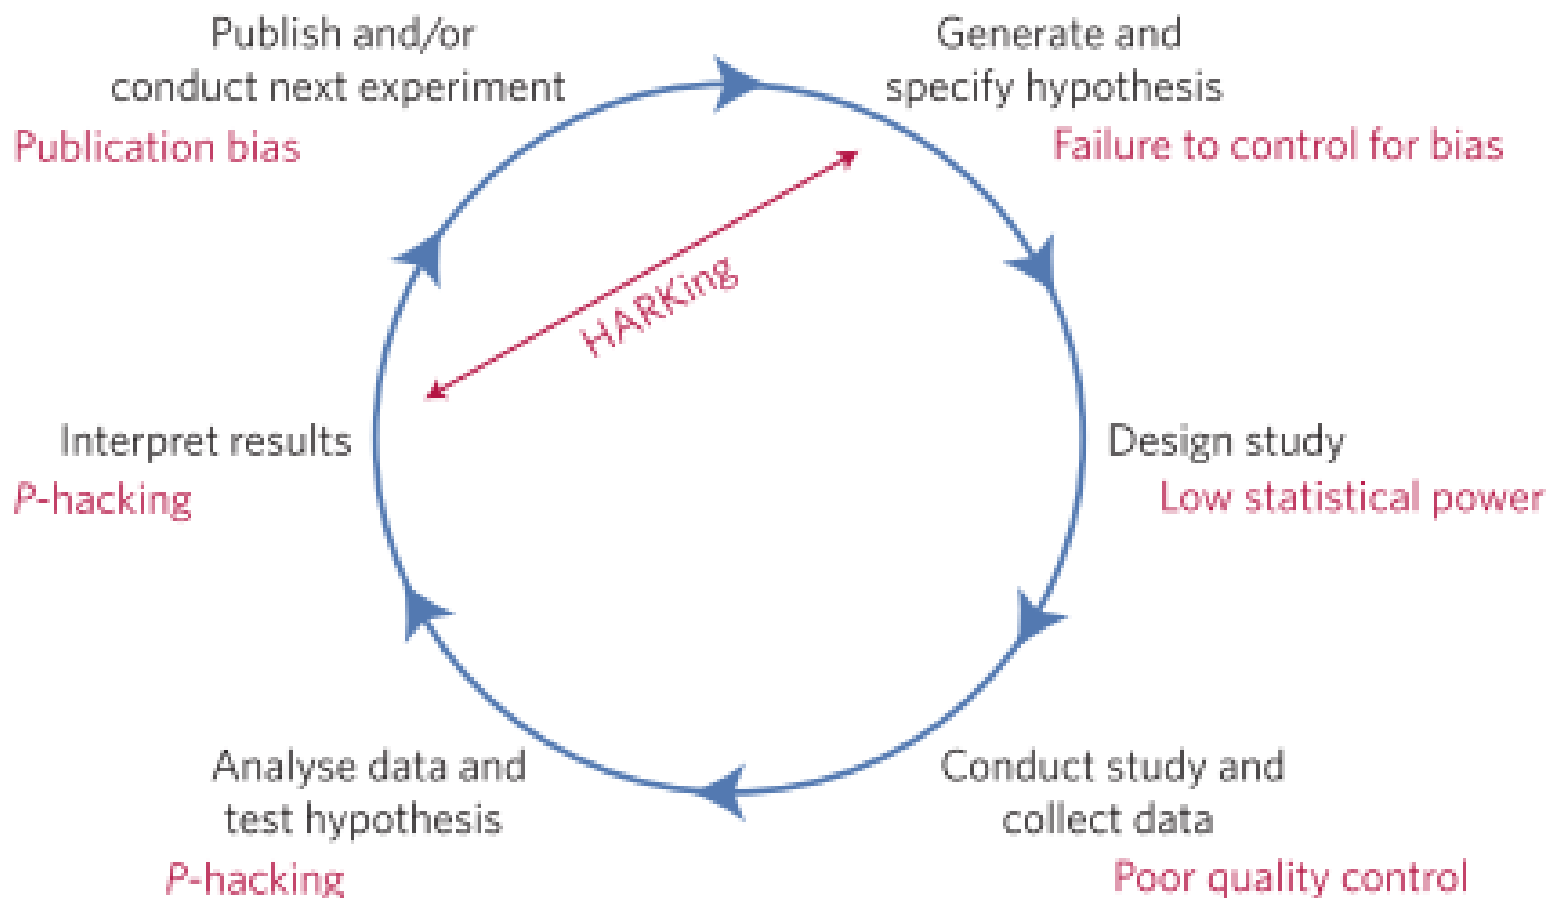 Publish and/or
conduct next experiment
Publication bias
Generate and
specify hypothesis
Failure to control for bias
HARKing
Interpret results
P-hacking
Design study
Low statistical power
Analyse data and
test hypothesis
P-hacking
Conduct study and
collect data
Poor quality control